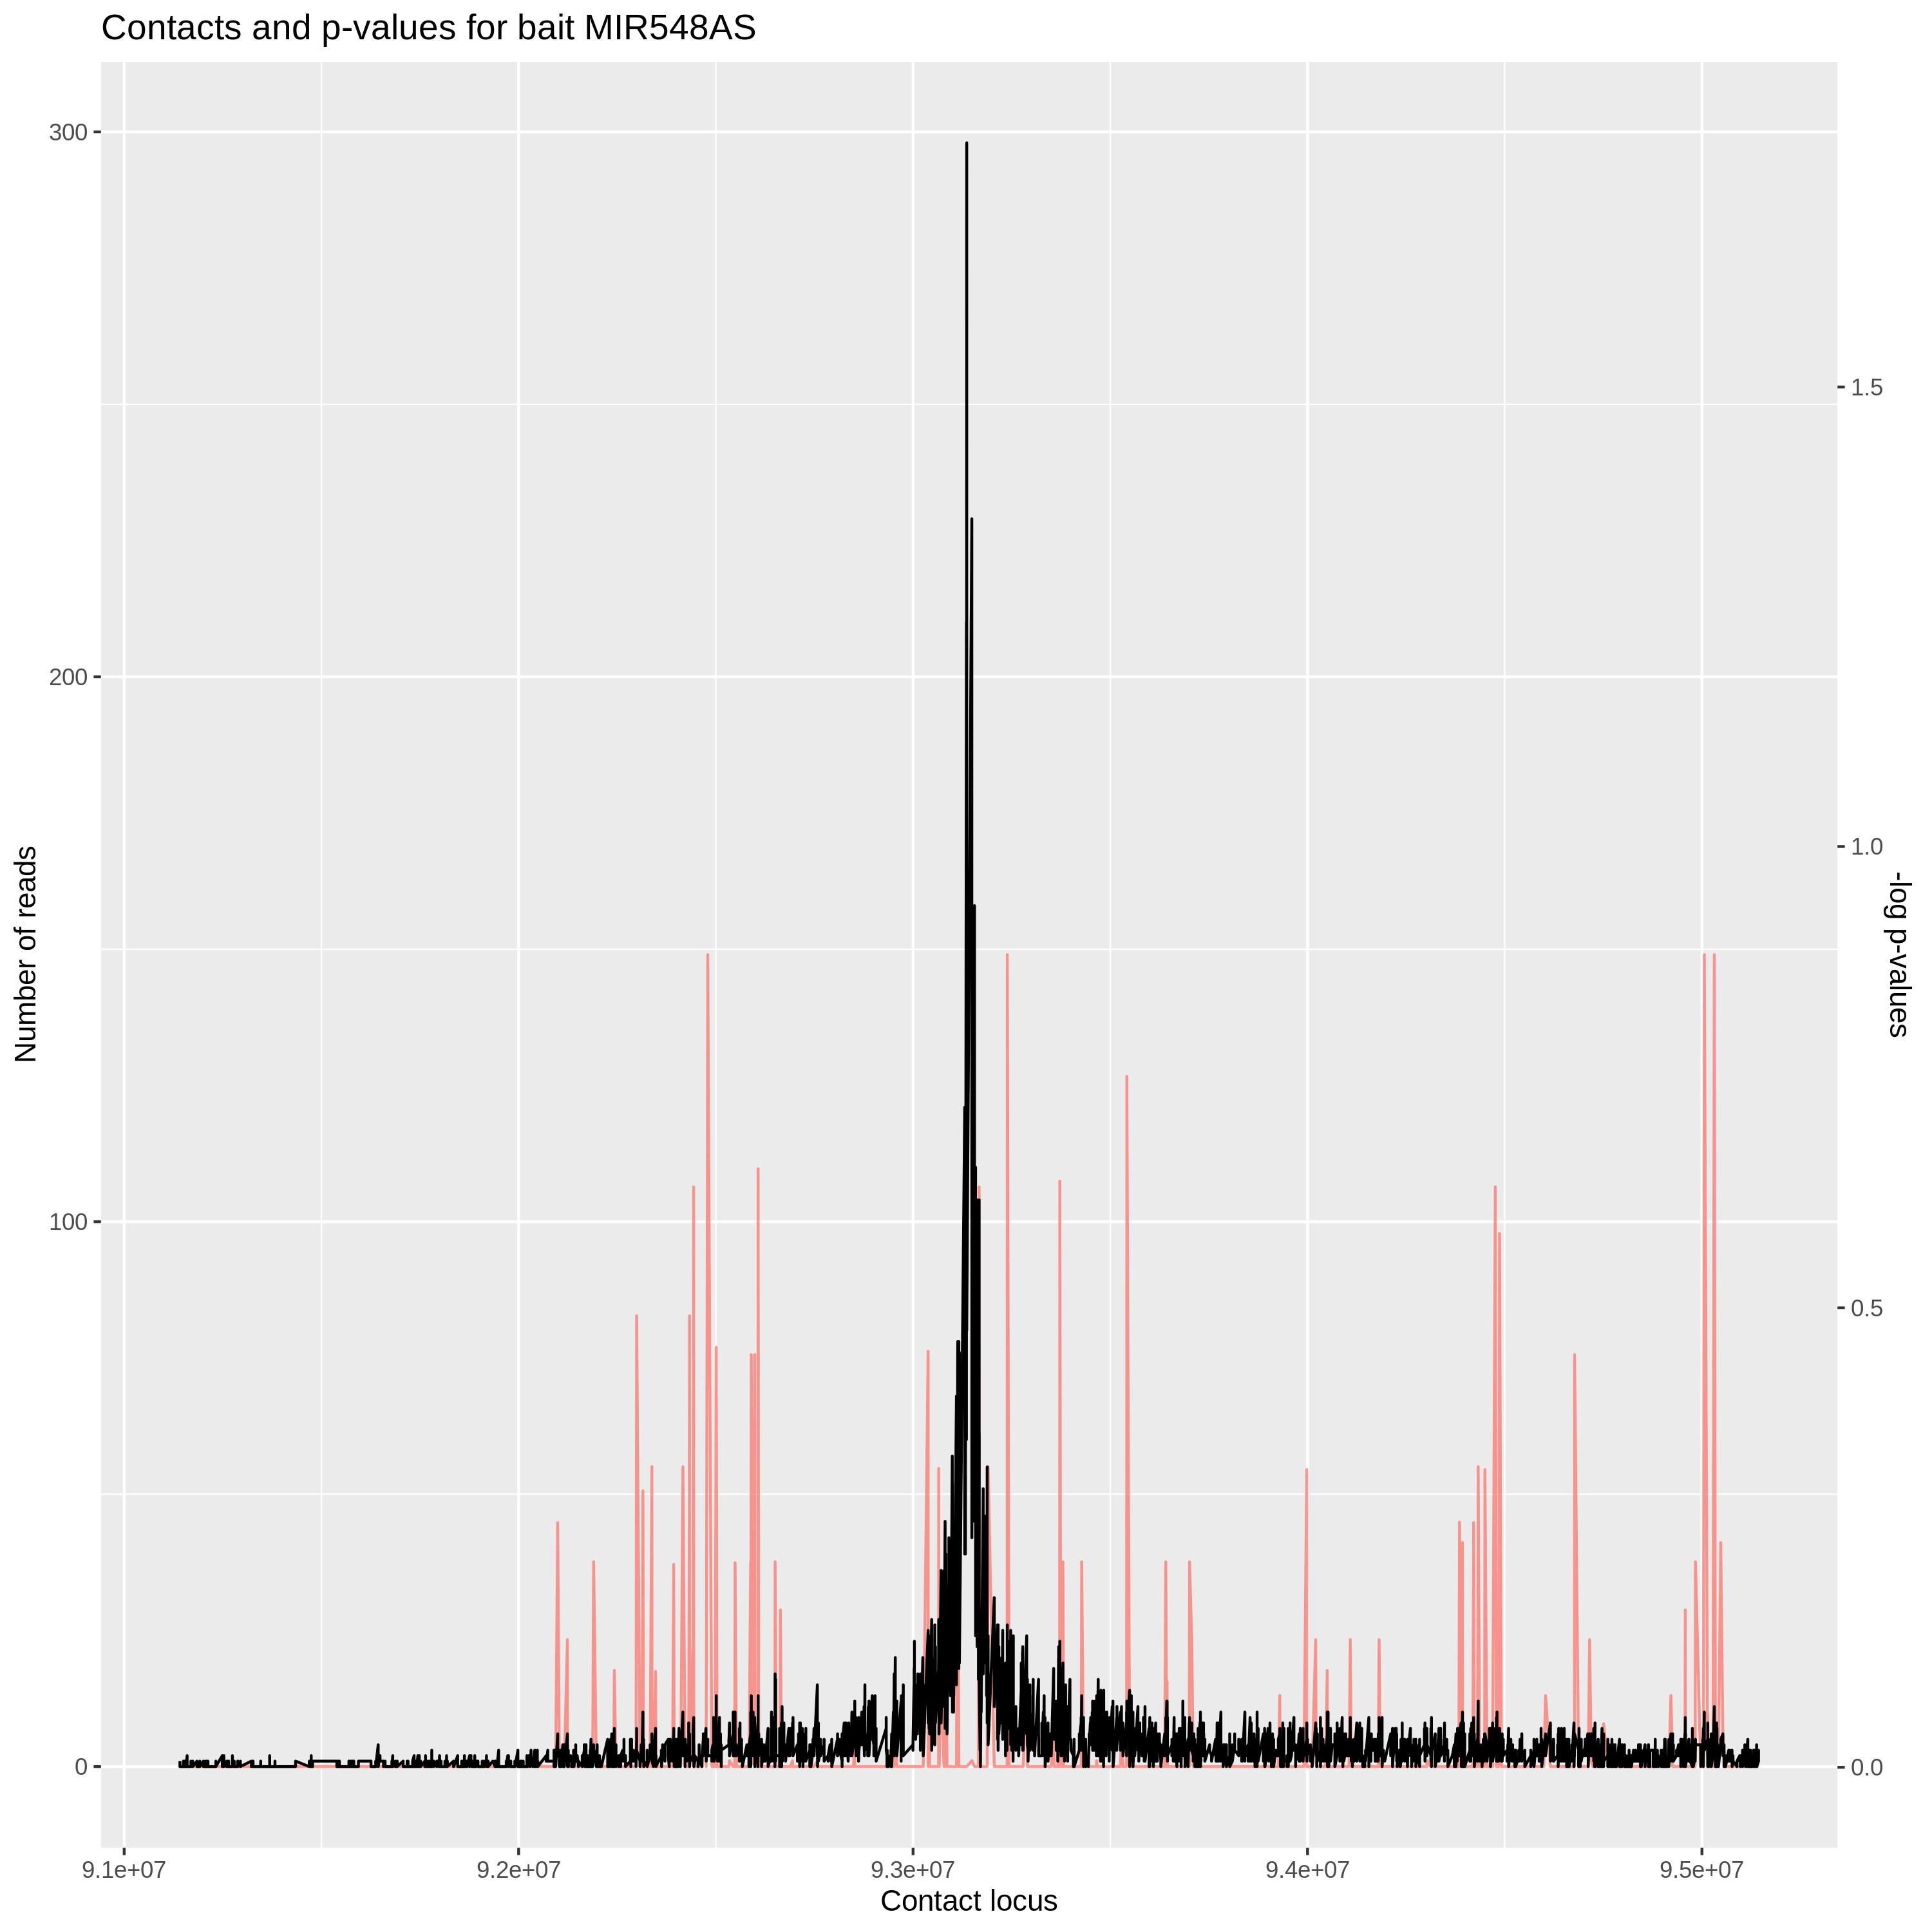 Contacts and p-values for bait MIR548AS
300
200
100
0
Number of reads
1.5
1.0
0.5
0.0
-log p-values
9.1e+07
9.2e+07
9.3e+07
9.4e+07
9.5e+07
Contact locus